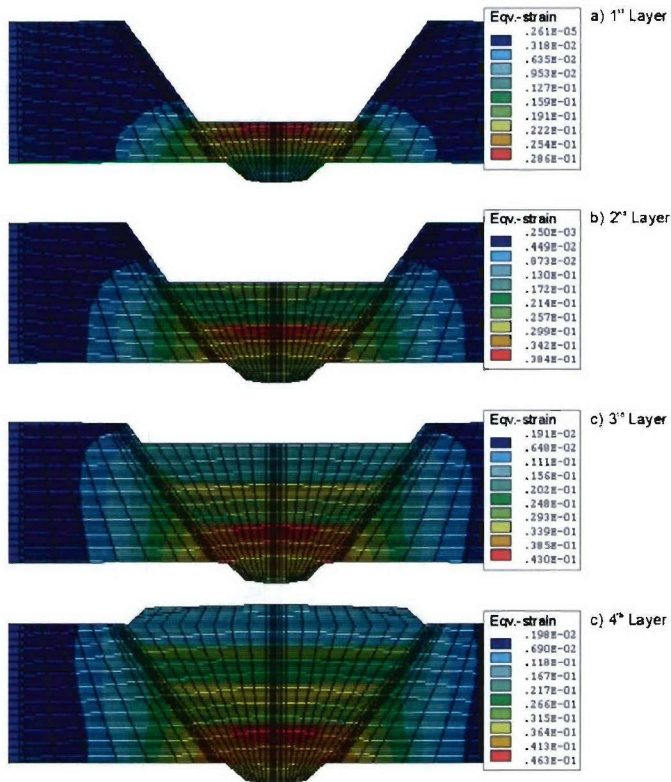 Eqv.-strain
.261E-05
.318E-02
.635E-02
.953E-02
.127E-01
.159E-01
.191E-01
.222E-01
.254E-01
.286E-01
a) 1st Layer
Eqv.-strain
.250E-03
.449E-02
.873E-02
.130E-01
.172E-01
.214E-01
.257E-01
.299E-01
.342E-01
.384E-01
b) 2nd Layer
Eqv.-strain
.191E-02
.648E-02
.111E-01
.156E-01
.202E-01
.248E-01
.293E-01
.339E-01
.385E-01
.430E-01
c) 3rd Layer
Eqv.-strain
.198E-02
.690E-02
.118E-01
.167E-01
.217E-01
.266E-01
.315E-01
.364E-01
.413E-01
.463E-01
c) 4th Layer